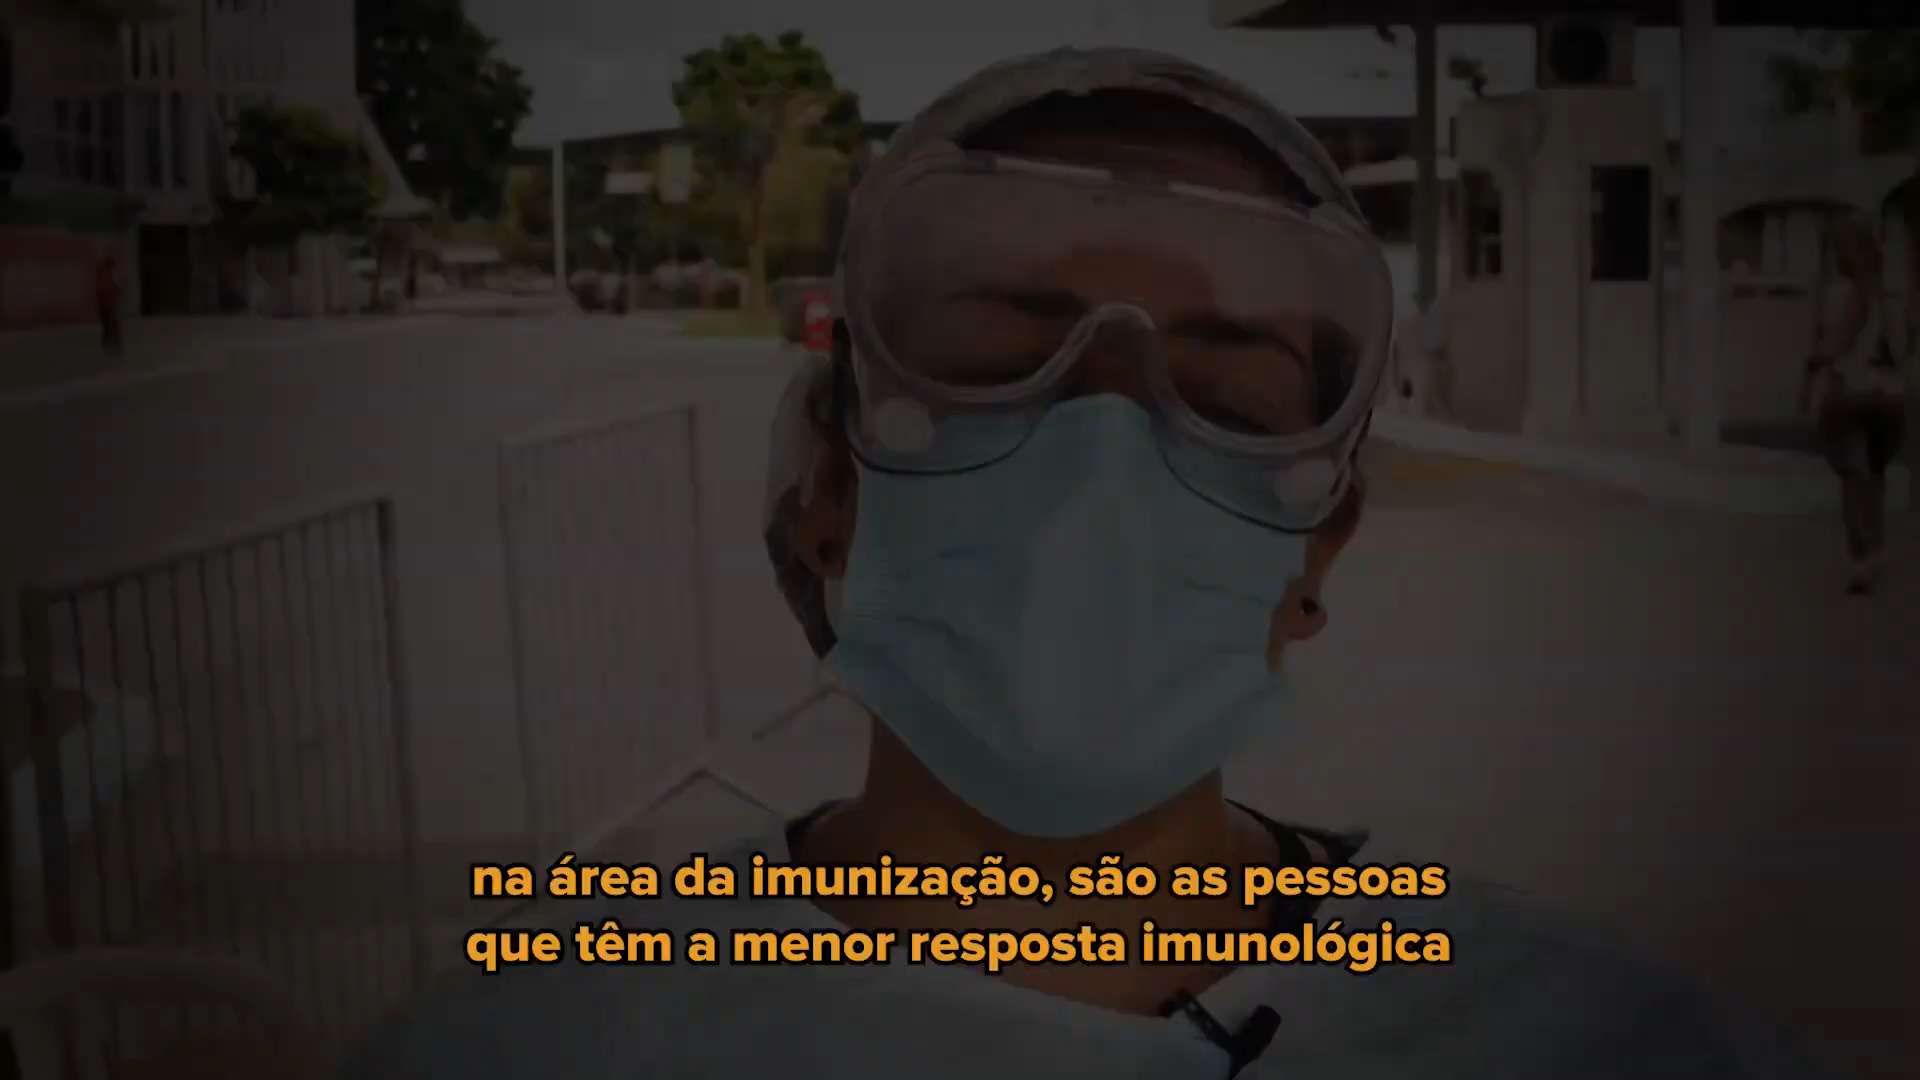 na área da imunização, são as pessoas
que têm a menor resposta imunológica